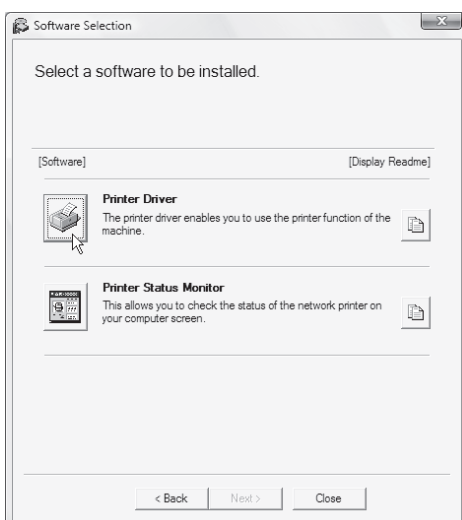 Software Selection
X
Select a software to be installed.
[Software] [Display Readme]
Printer Driver
The printer driver enables you to use the printer function of the
machine.
Printer Status Monitor
This allows you to check the status of the network printer on
your computer screen.
< Back Next > Close